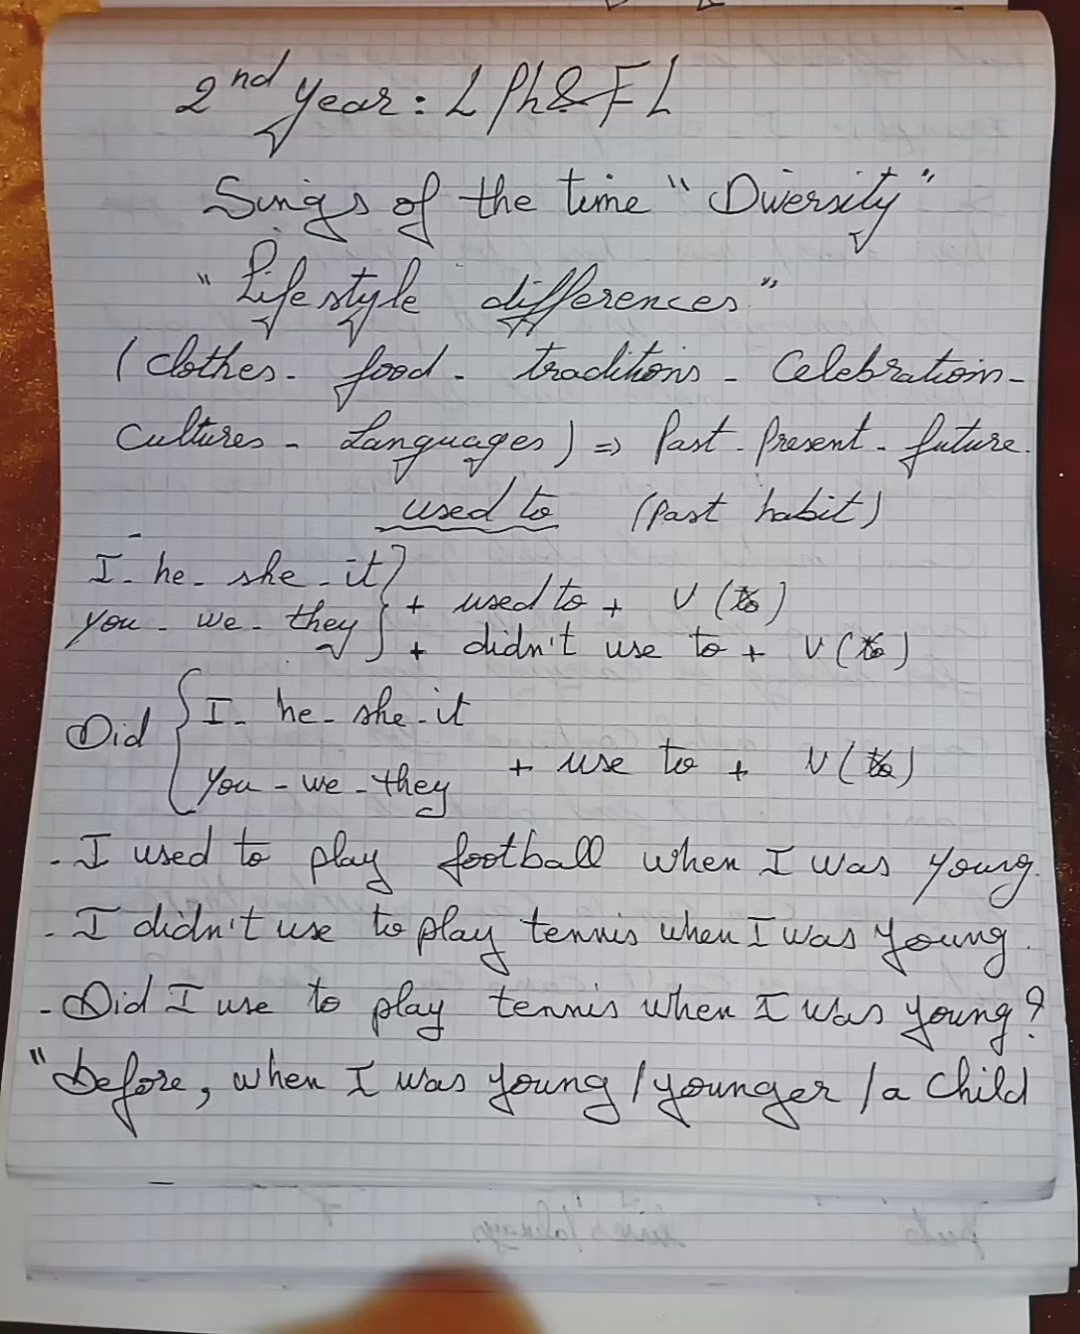 2nd year: L Ph & F L
Sings of the time "Diversity"
"Lifestyle differences"
(clothes - food - traditions - Celebration -
Cultures - Languages) => Past - Present - future.
used to (past habit)
I - he - she - it
you - we - they
+ used to + V (to)
+ didn't use to + V (to)
Did
I - he - she - it
You - we - they
+ use to + V (to)
- I used to play football when I was young.
- I didn't use to play tennis when I was young.
- Did I use to play tennis when I was young?
"before, when I was young / younger / a child